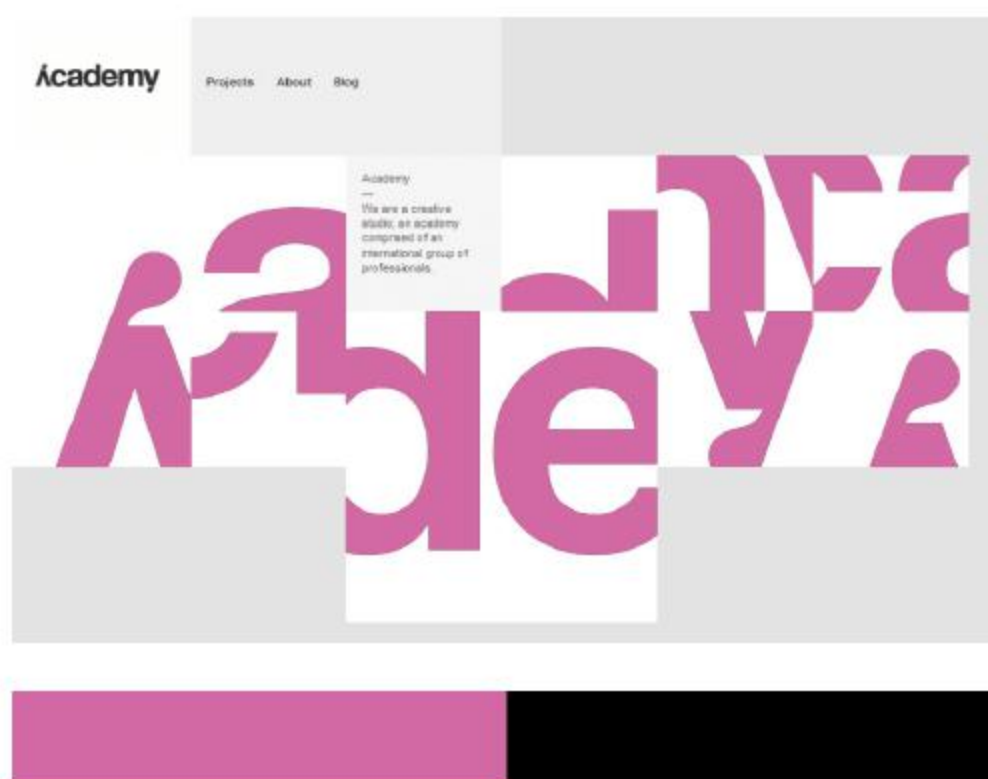 Academy
Projects About Blog
Academy
—
We are a creative
studio, an academy
comprised of an
international group of
professionals.